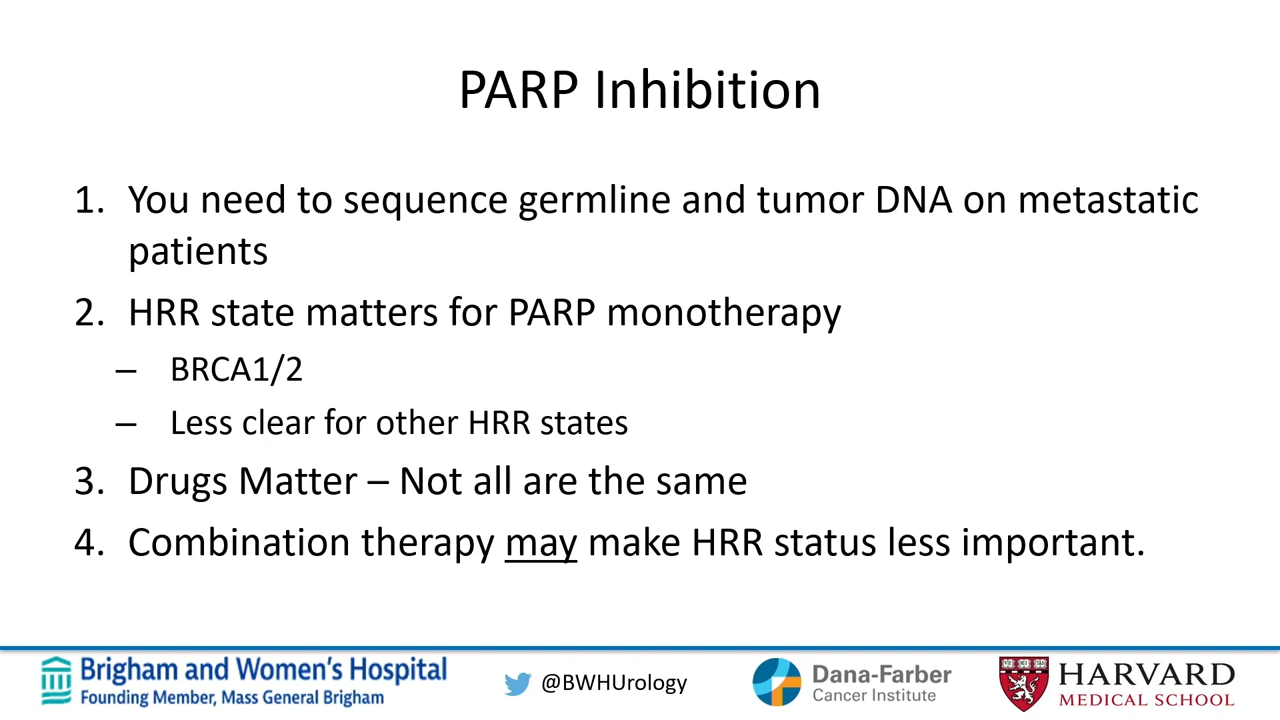 PARP Inhibition
1. You need to sequence germline and tumor DNA on metastatic
patients
2. HRR state matters for PARP monotherapy
– BRCA1/2
– Less clear for other HRR states
3. Drugs Matter – Not all are the same
4. Combination therapy may make HRR status less important.
Brigham and Women's Hospital
Founding Member, Mass General Brigham
@BWHUrology
Dana-Farber
Cancer Institute
HARVARD
MEDICAL SCHOOL